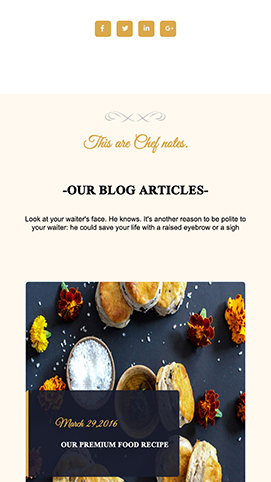 This are Chef notes.
-OUR BLOG ARTICLES-
Look at your waiter's face. He knows. It's another reason to be polite to
your waiter: he could save your life with a raised eyebrow or a sigh
March 29,2016
OUR PREMIUM FOOD RECIPE